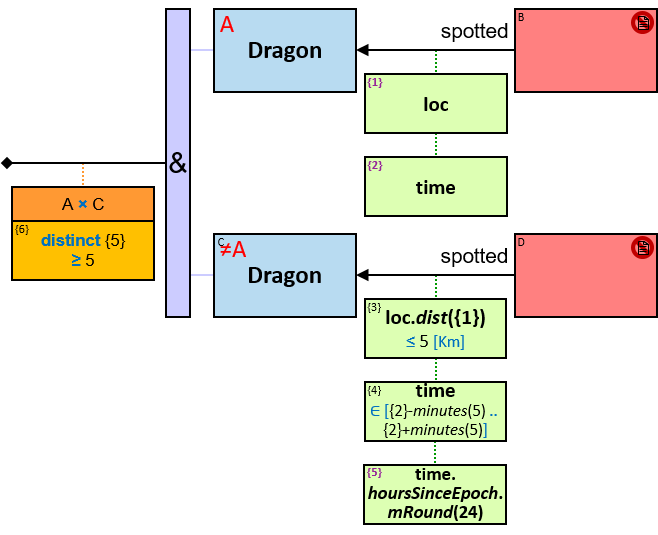 A
Dragon
spotted
B
{1}
loc
{2}
time
&
A × C
{6}
distinct {5}
≥ 5
C
≠A
Dragon
spotted
D
{3}
loc.dist({1})
≤ 5 [Km]
{4}
time
∈ [{2}-minutes(5) ..
{2}+minutes(5)]
{5}
time.
hoursSinceEpoch.
mRound(24)